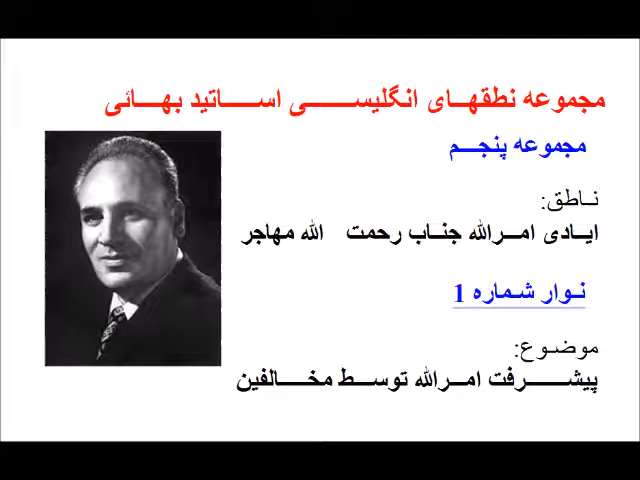 مجموعه نطقهای انگلیسی اساتید بهائی
مجموعه پنجم
ناطق:
ایادی امرالله جناب رحمت الله مهاجر
نوار شماره 1
موضوع:
پیشرفت امرالله توسط مخالفین